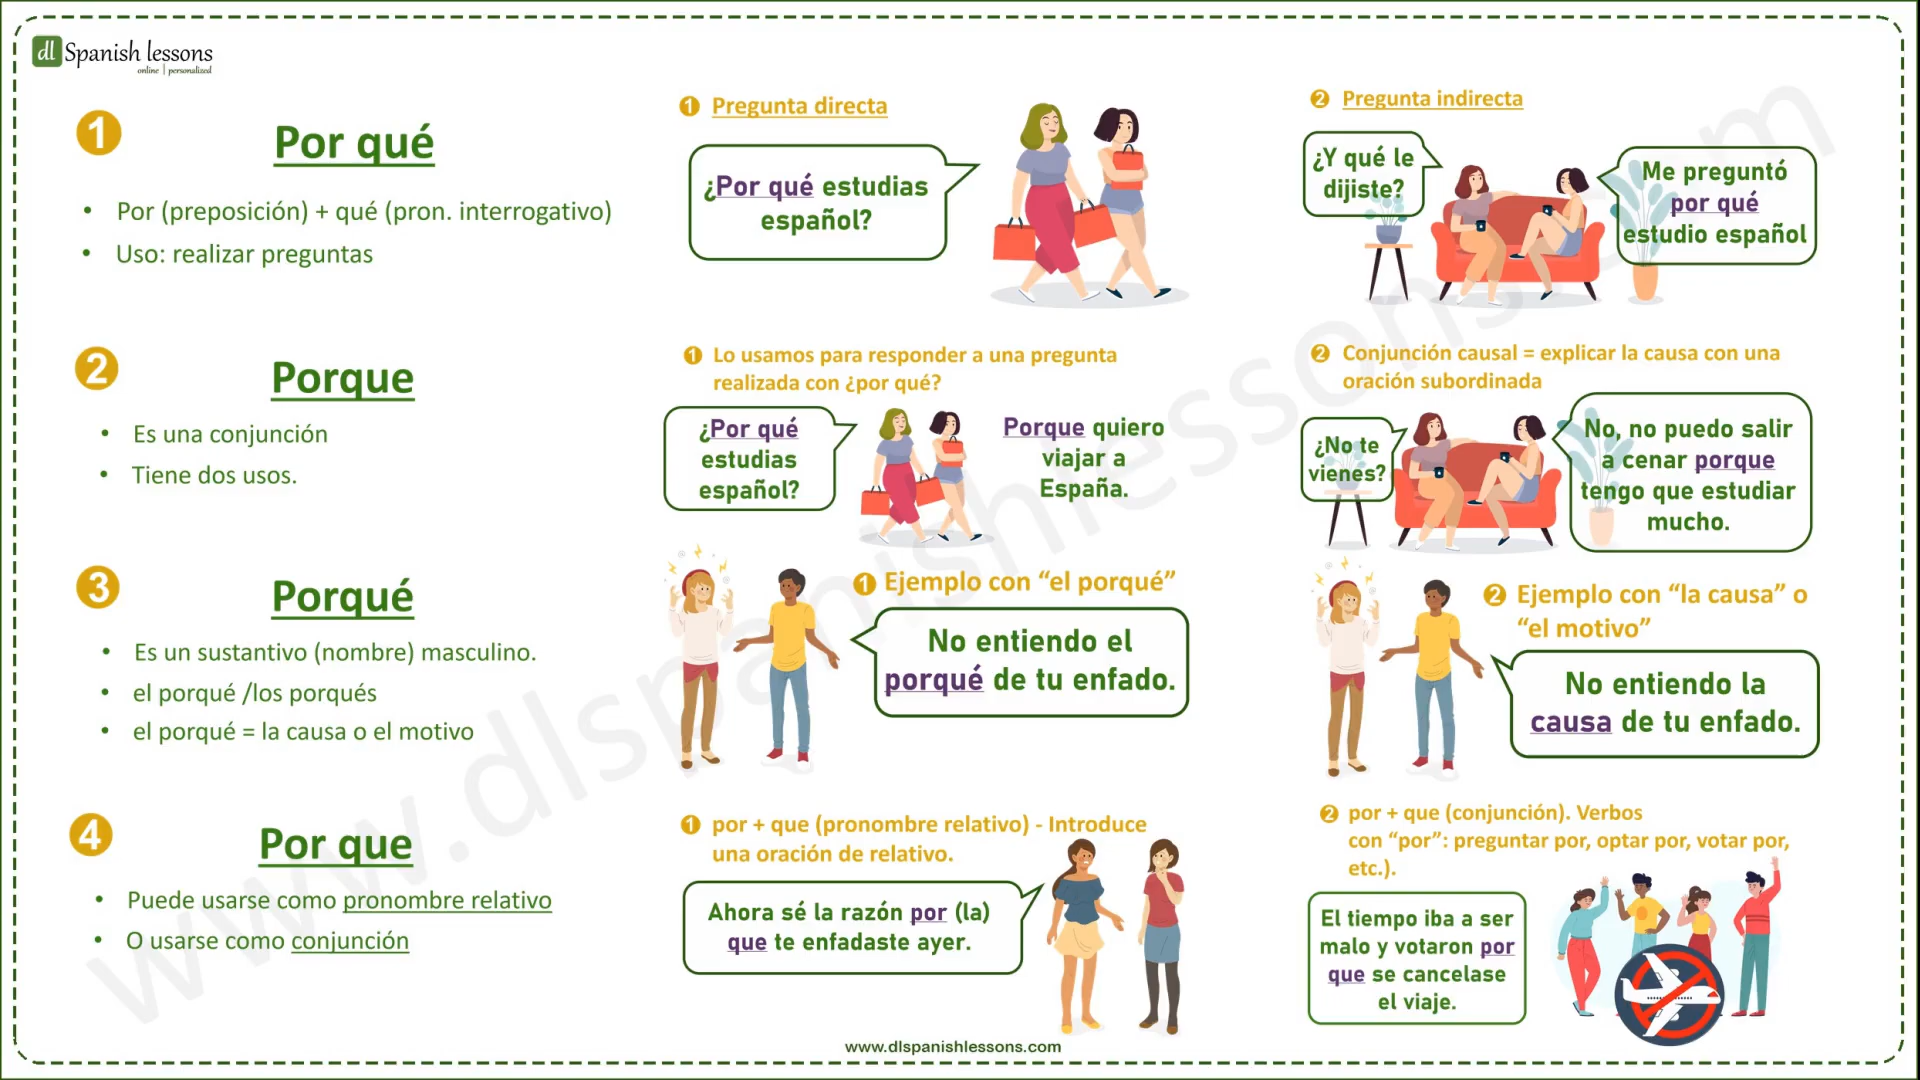 dl Spanish lessons
online | personalized
1
Por qué
• Por (preposición) + qué (pron. interrogativo)
• Uso: realizar preguntas
1 Pregunta directa
¿Por qué estudias
español?
2 Pregunta indirecta
¿Y qué le
dijiste?
Me preguntó
por qué
estudio español
2
Porque
• Es una conjunción
• Tiene dos usos.
1 Lo usamos para responder a una pregunta
realizada con ¿por qué?
¿Por qué
estudias
español?
Porque quiero
viajar a
España.
2 Conjunción causal = explicar la causa con una
oración subordinada
¿No te
vienes?
No, no puedo salir
a cenar porque
tengo que estudiar
mucho.
3
Porqué
• Es un sustantivo (nombre) masculino.
• el porqué /los porqués
• el porqué = la causa o el motivo
1 Ejemplo con “el porqué”
No entiendo el
porqué de tu enfado.
2 Ejemplo con “la causa” o
“el motivo”
No entiendo la
causa de tu enfado.
4
Por que
• Puede usarse como pronombre relativo
• O usarse como conjunción
1 por + que (pronombre relativo) - Introduce
una oración de relativo.
Ahora sé la razón por (la)
que te enfadaste ayer.
2 por + que (conjunción). Verbos
con “por”: preguntar por, optar por, votar por,
etc.).
El tiempo iba a ser
malo y votaron por
que se cancelase
el viaje.
www.dlspanishlessons.com
www.dlspanishlessons.com